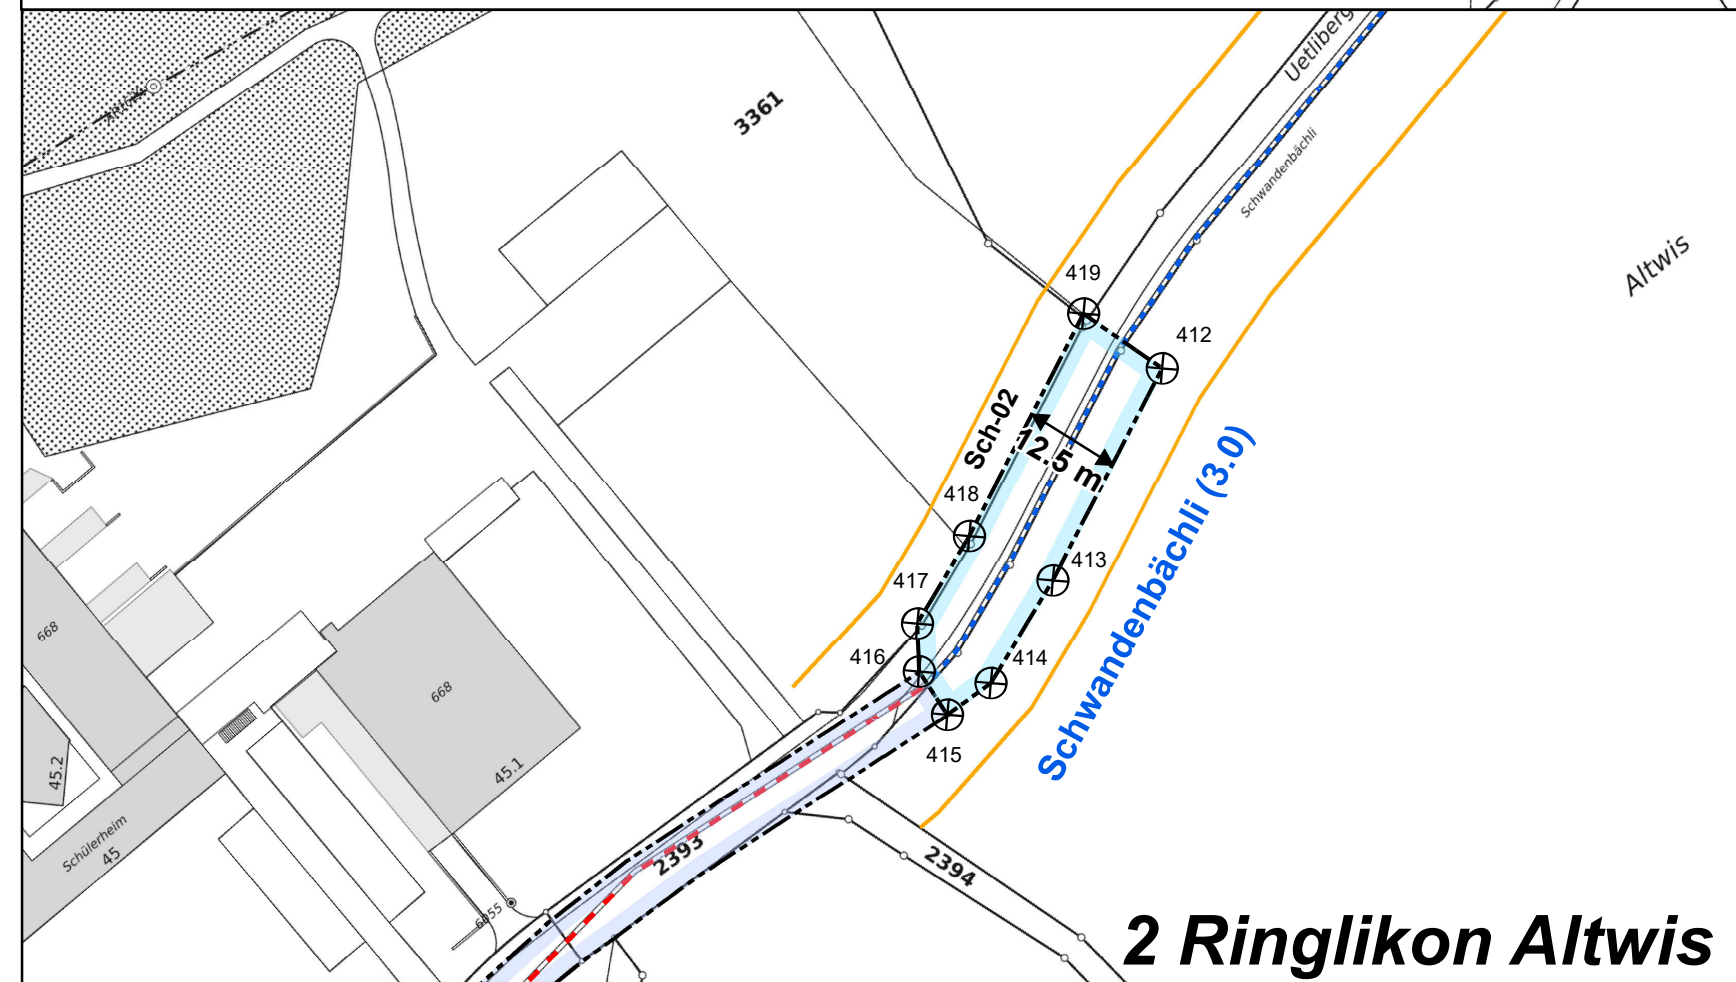 Uetliberg
3361
Schwandenbächli
Altwis
419
412
Sch-02
12.5 m
418
413
417
Schwandenbächli (3.0)
416
414
415
668
668
45.2
45.1
Schülerheim
45
2393
2394
6055
2 Ringlikon Altwis